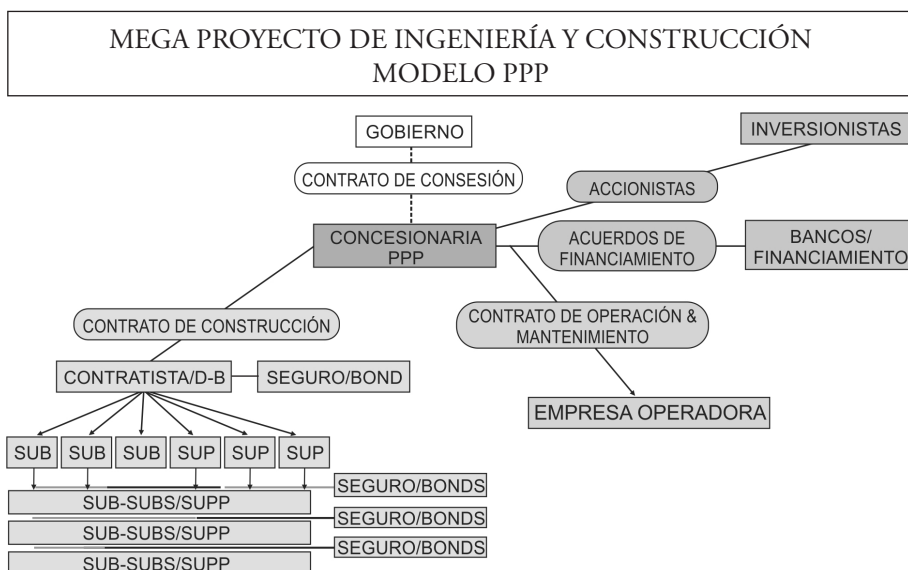 MEGA PROYECTO DE INGENIERÍA Y CONSTRUCCIÓN
MODELO PPP
GOBIERNO
INVERSIONISTAS
CONTRATO DE CONSESIÓN
ACCIONISTAS
CONCESIONARIA
PPP
ACUERDOS DE
FINANCIAMIENTO
BANCOS/
FINANCIAMIENTO
CONTRATO DE CONSTRUCCIÓN
CONTRATO DE OPERACIÓN &
MANTENIMIENTO
CONTRATISTA/D-B
SEGURO/BOND
EMPRESA OPERADORA
SUB
SUB
SUB
SUP
SUP
SUP
SEGURO/BONDS
SUB-SUBS/SUPP
SEGURO/BONDS
SUB-SUBS/SUPP
SEGURO/BONDS
SUB-SUBS/SUPP